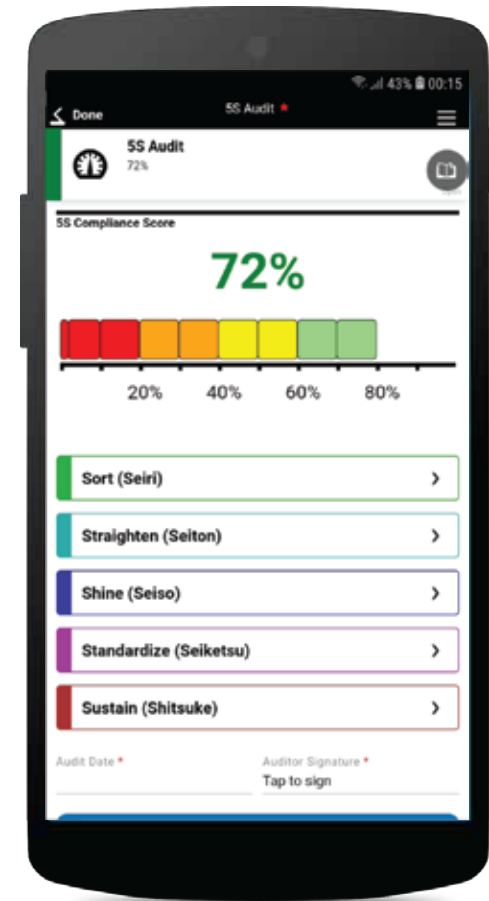 43% 00:15
Done 5S Audit *
5S Audit
72%
5S Compliance Score
72%
20% 40% 60% 80%
Sort (Seiri)
Straighten (Seiton)
Shine (Seiso)
Standardize (Seiketsu)
Sustain (Shitsuke)
Audit Date * Auditor Signature *
Tap to sign